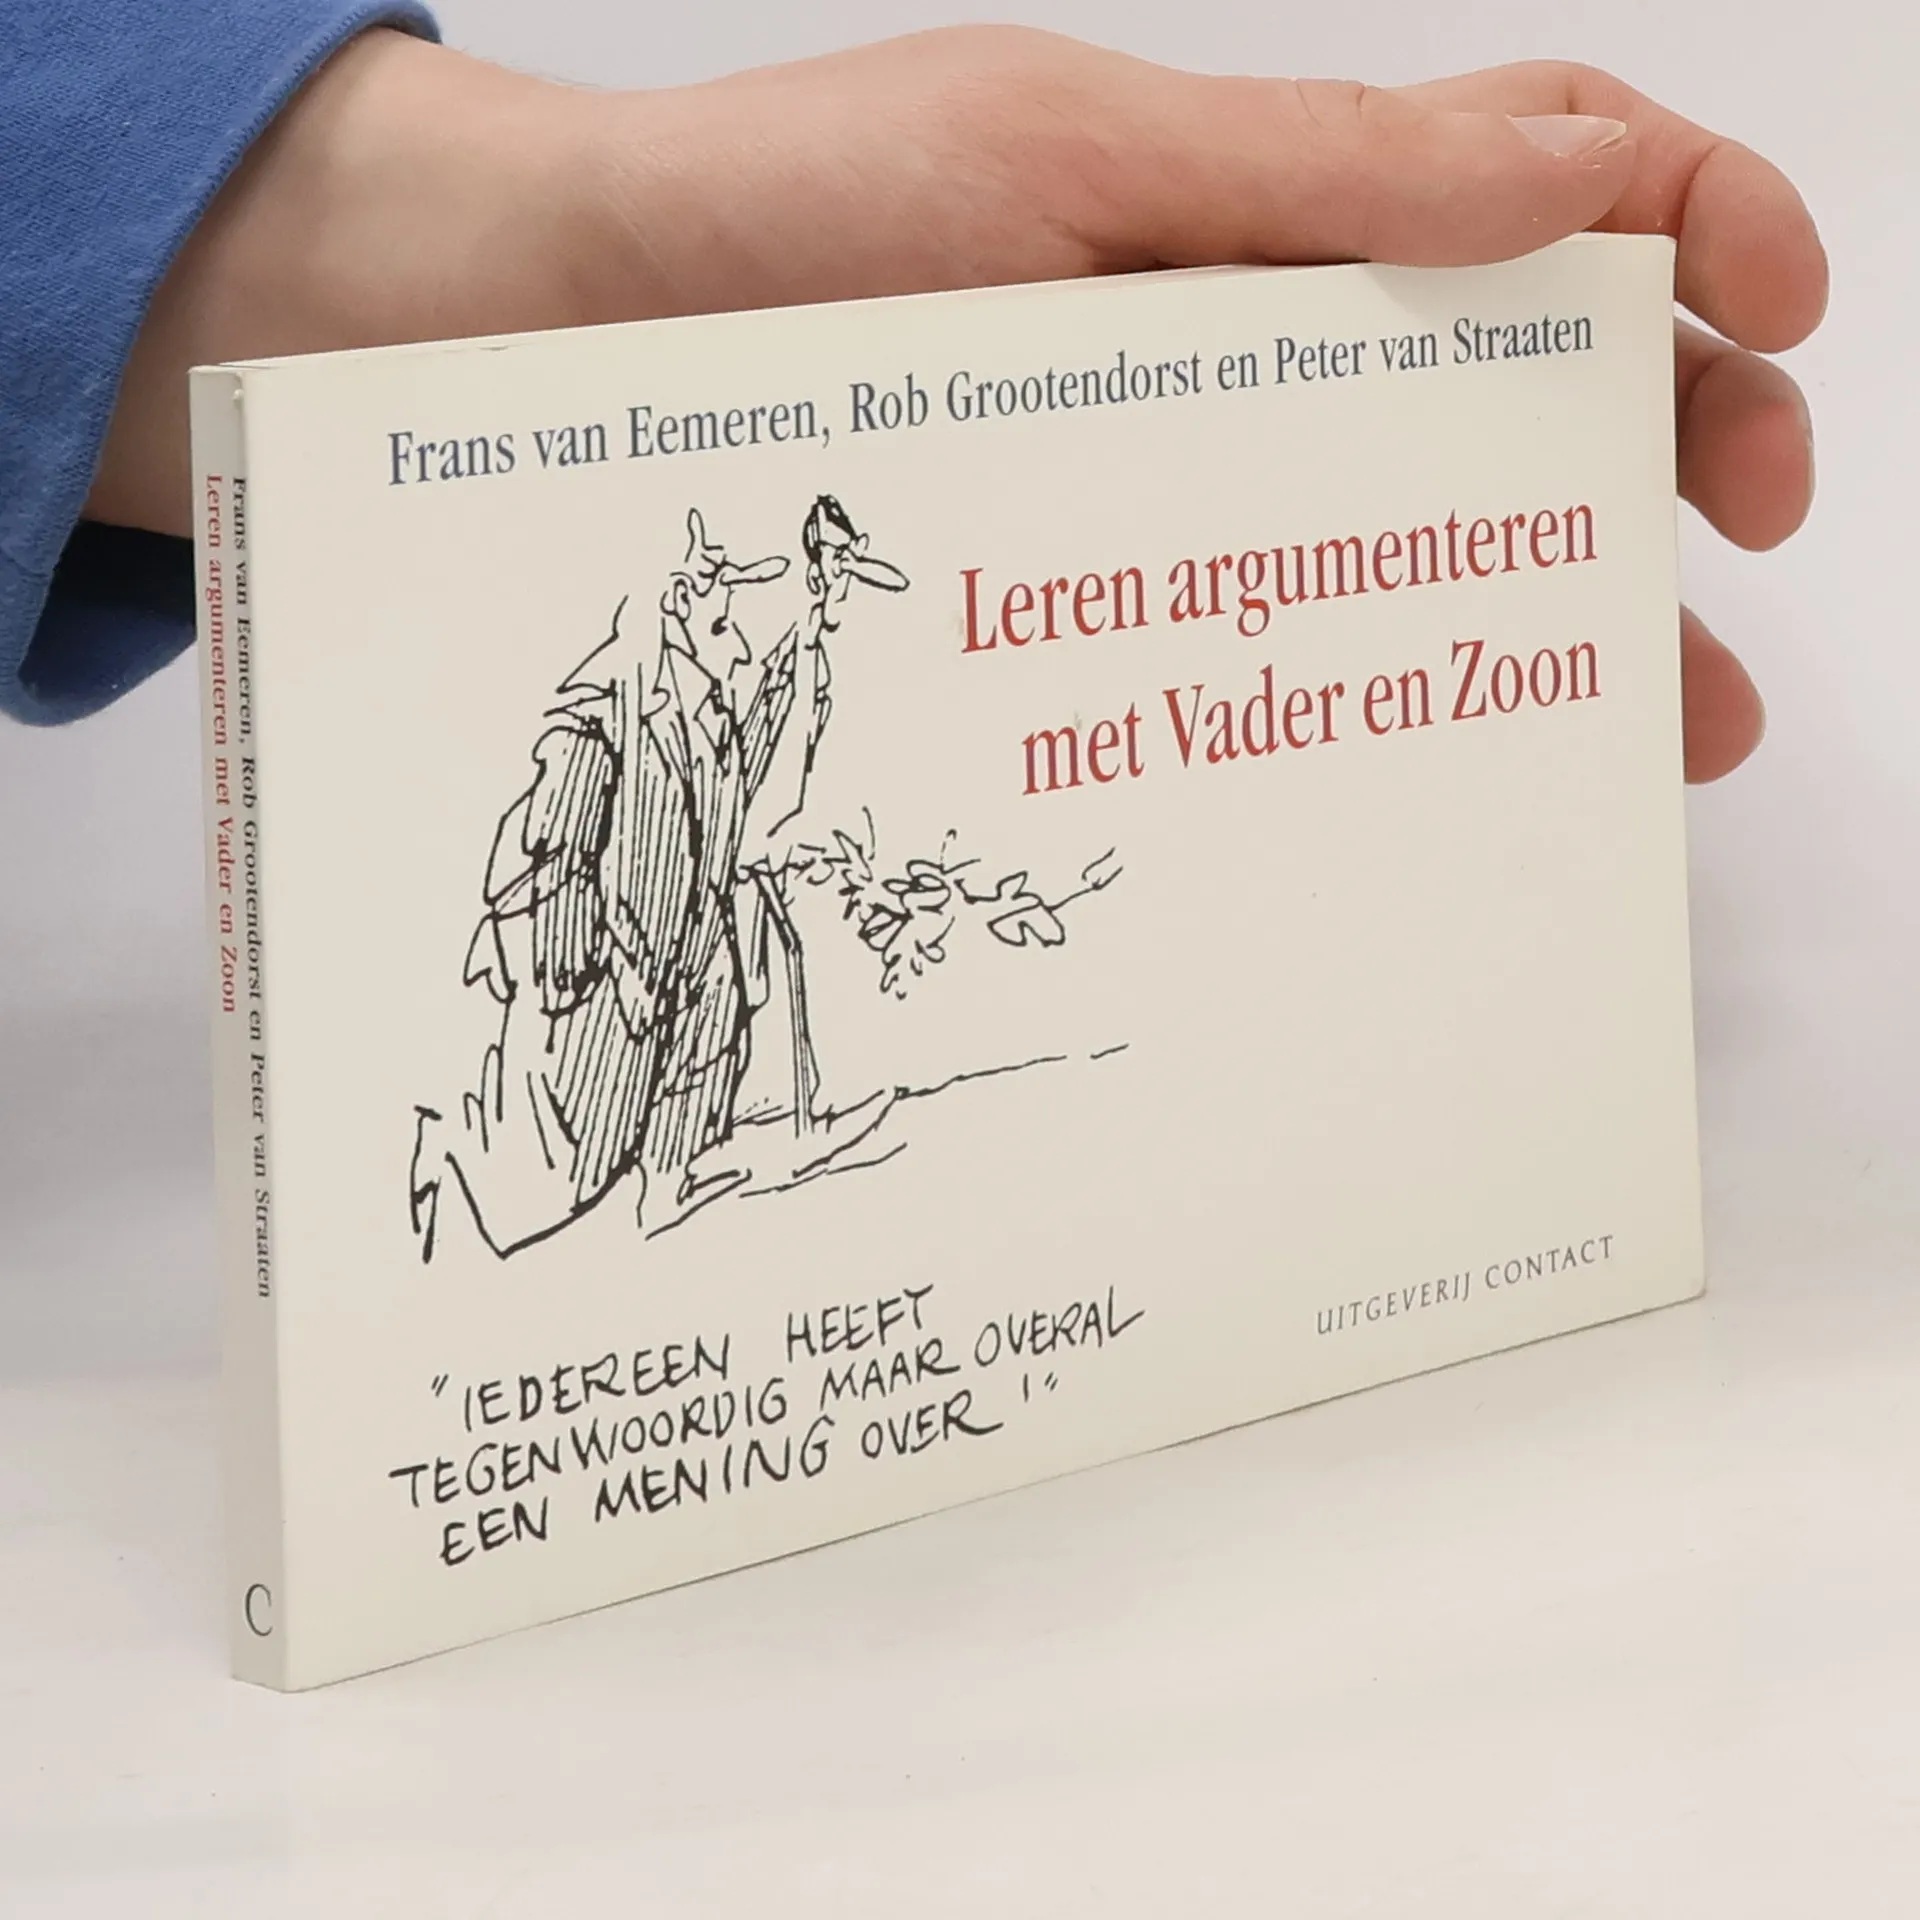 Frans van Eemeren, Rob Grootendorst en Peter van Straaten
Leren argumenteren
met Vader en Zoon
"IEDEREEN HEEFT
TEGENWOORDIG MAAR OVERAL
EEN MENING OVER!"
UITGEVERIJ CONTACT
Frans van Eemeren, Rob Grootendorst en Peter van Straaten
Leren argumenteren met Vader en Zoon
C